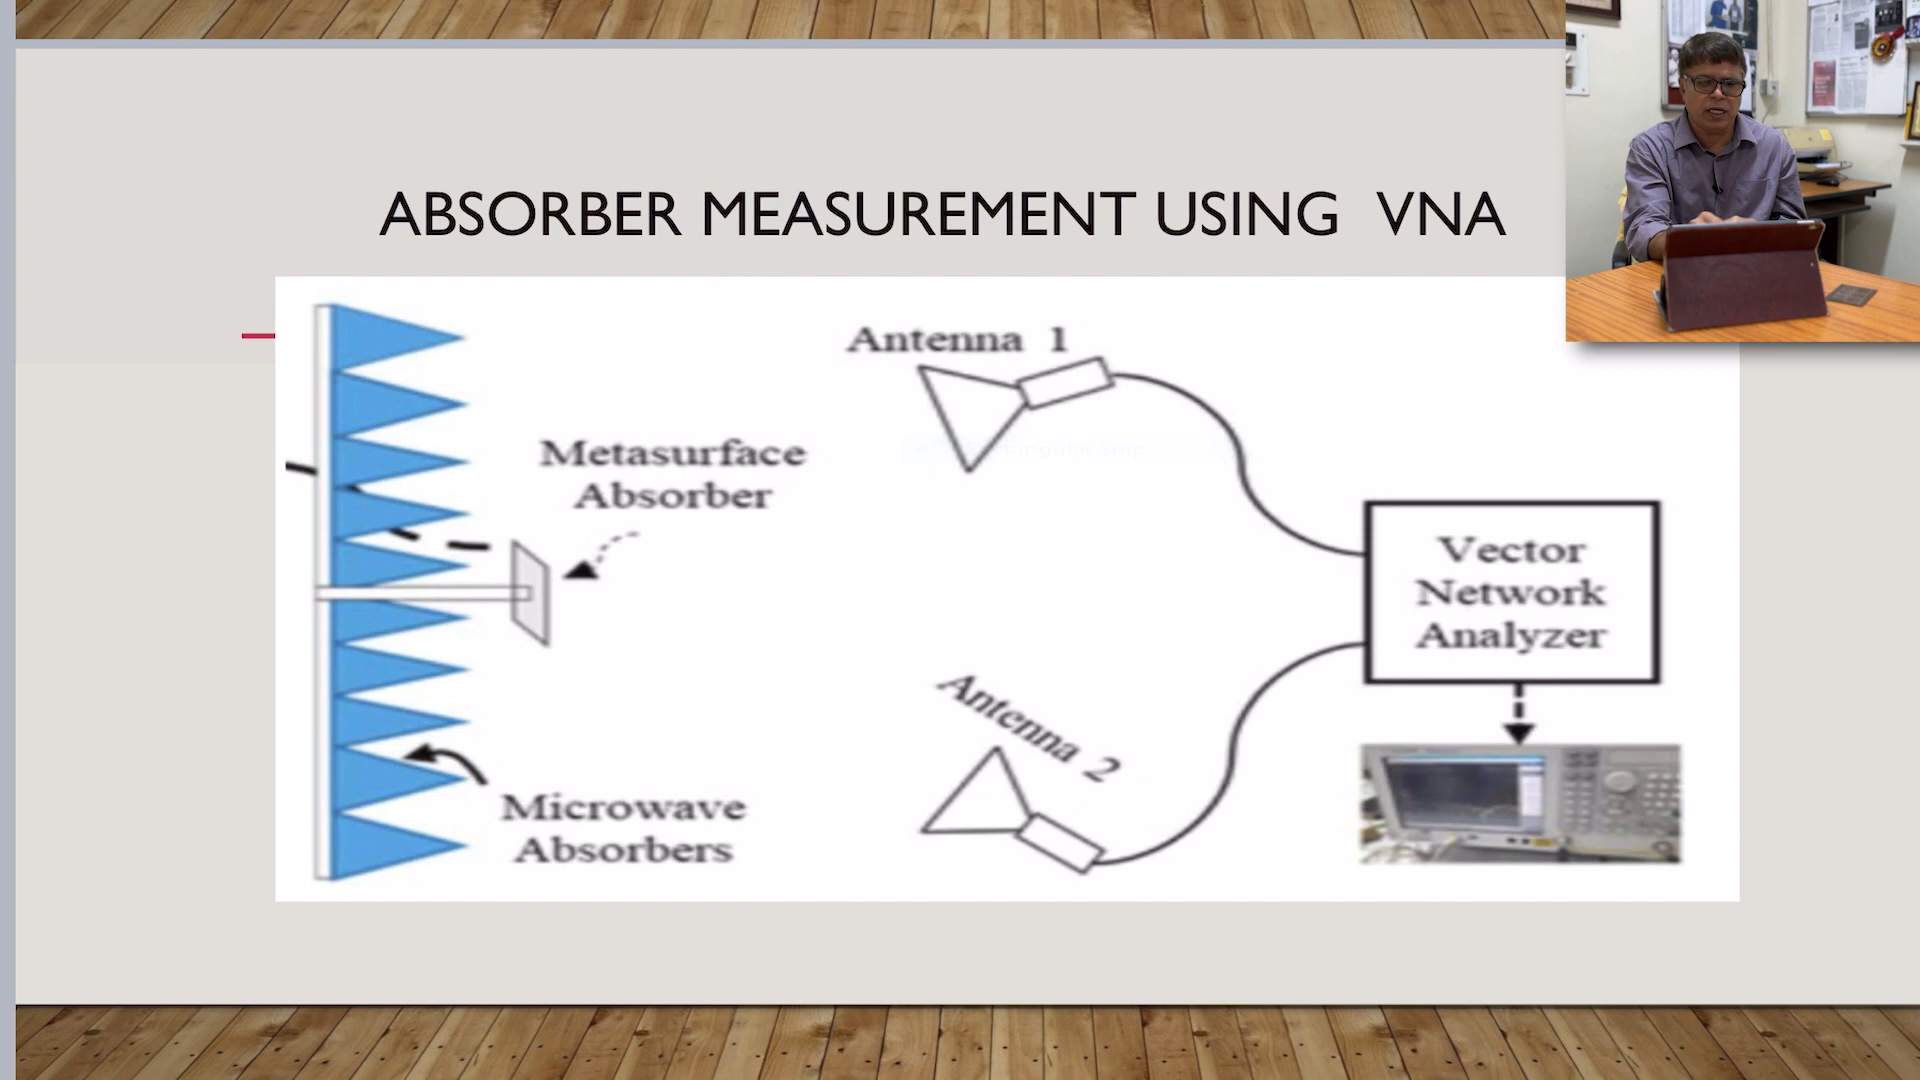 ABSORBER MEASUREMENT USING VNA
Antenna 1
Metasurface
Absorber
Vector
Network
Analyzer
Antenna 2
Microwave
Absorbers